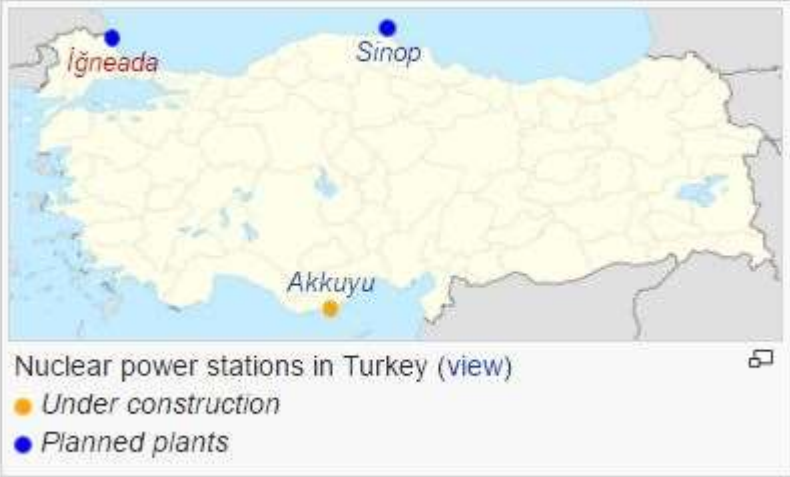 İğneada
Sinop
Akkuyu
Nuclear power stations in Turkey (view)
Under construction
Planned plants